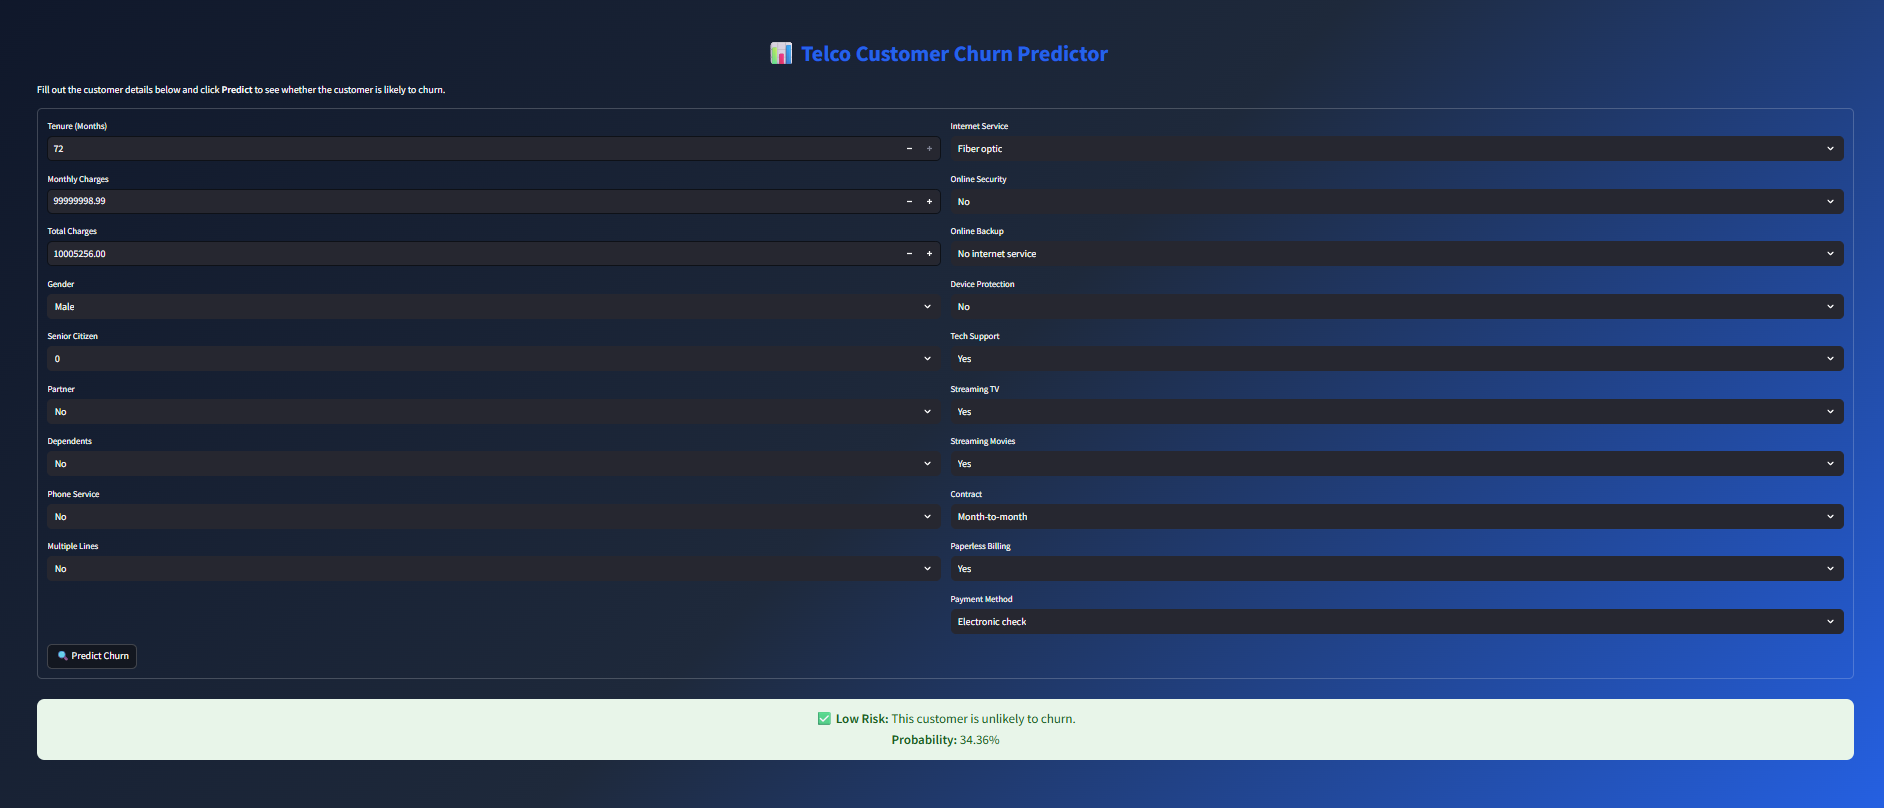 Telco Customer Churn Predictor
Fill out the customer details below and click Predict to see whether the customer is likely to churn.
Tenure (Months)
72
Monthly Charges
99999998.99
Total Charges
10005256.00
Gender
Male
Senior Citizen
0
Partner
No
Dependents
No
Phone Service
No
Multiple Lines
No
Internet Service
Fiber optic
Online Security
No
Online Backup
No internet service
Device Protection
No
Tech Support
Yes
Streaming TV
Yes
Streaming Movies
Yes
Contract
Month-to-month
Paperless Billing
Yes
Payment Method
Electronic check
Predict Churn
Low Risk: This customer is unlikely to churn.
Probability: 34.36%